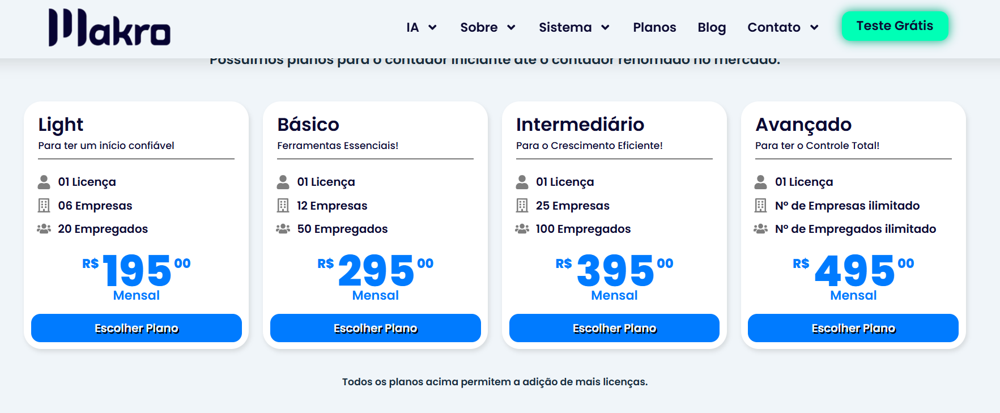 Makro
IA
Sobre
Sistema
Planos
Blog
Contato
Teste Grátis
Possuímos planos para o contador iniciante até o contador renomado no mercado.
Light
Para ter um início confiável
01 Licença
06 Empresas
20 Empregados
R$ 195 00
Mensal
Escolher Plano
Básico
Ferramentas Essenciais!
01 Licença
12 Empresas
50 Empregados
R$ 295 00
Mensal
Escolher Plano
Intermediário
Para o Crescimento Eficiente!
01 Licença
25 Empresas
100 Empregados
R$ 395 00
Mensal
Escolher Plano
Avançado
Para ter o Controle Total!
01 Licença
Nº de Empresas ilimitado
Nº de Empregados ilimitado
R$ 495 00
Mensal
Escolher Plano
Todos os planos acima permitem a adição de mais licenças.